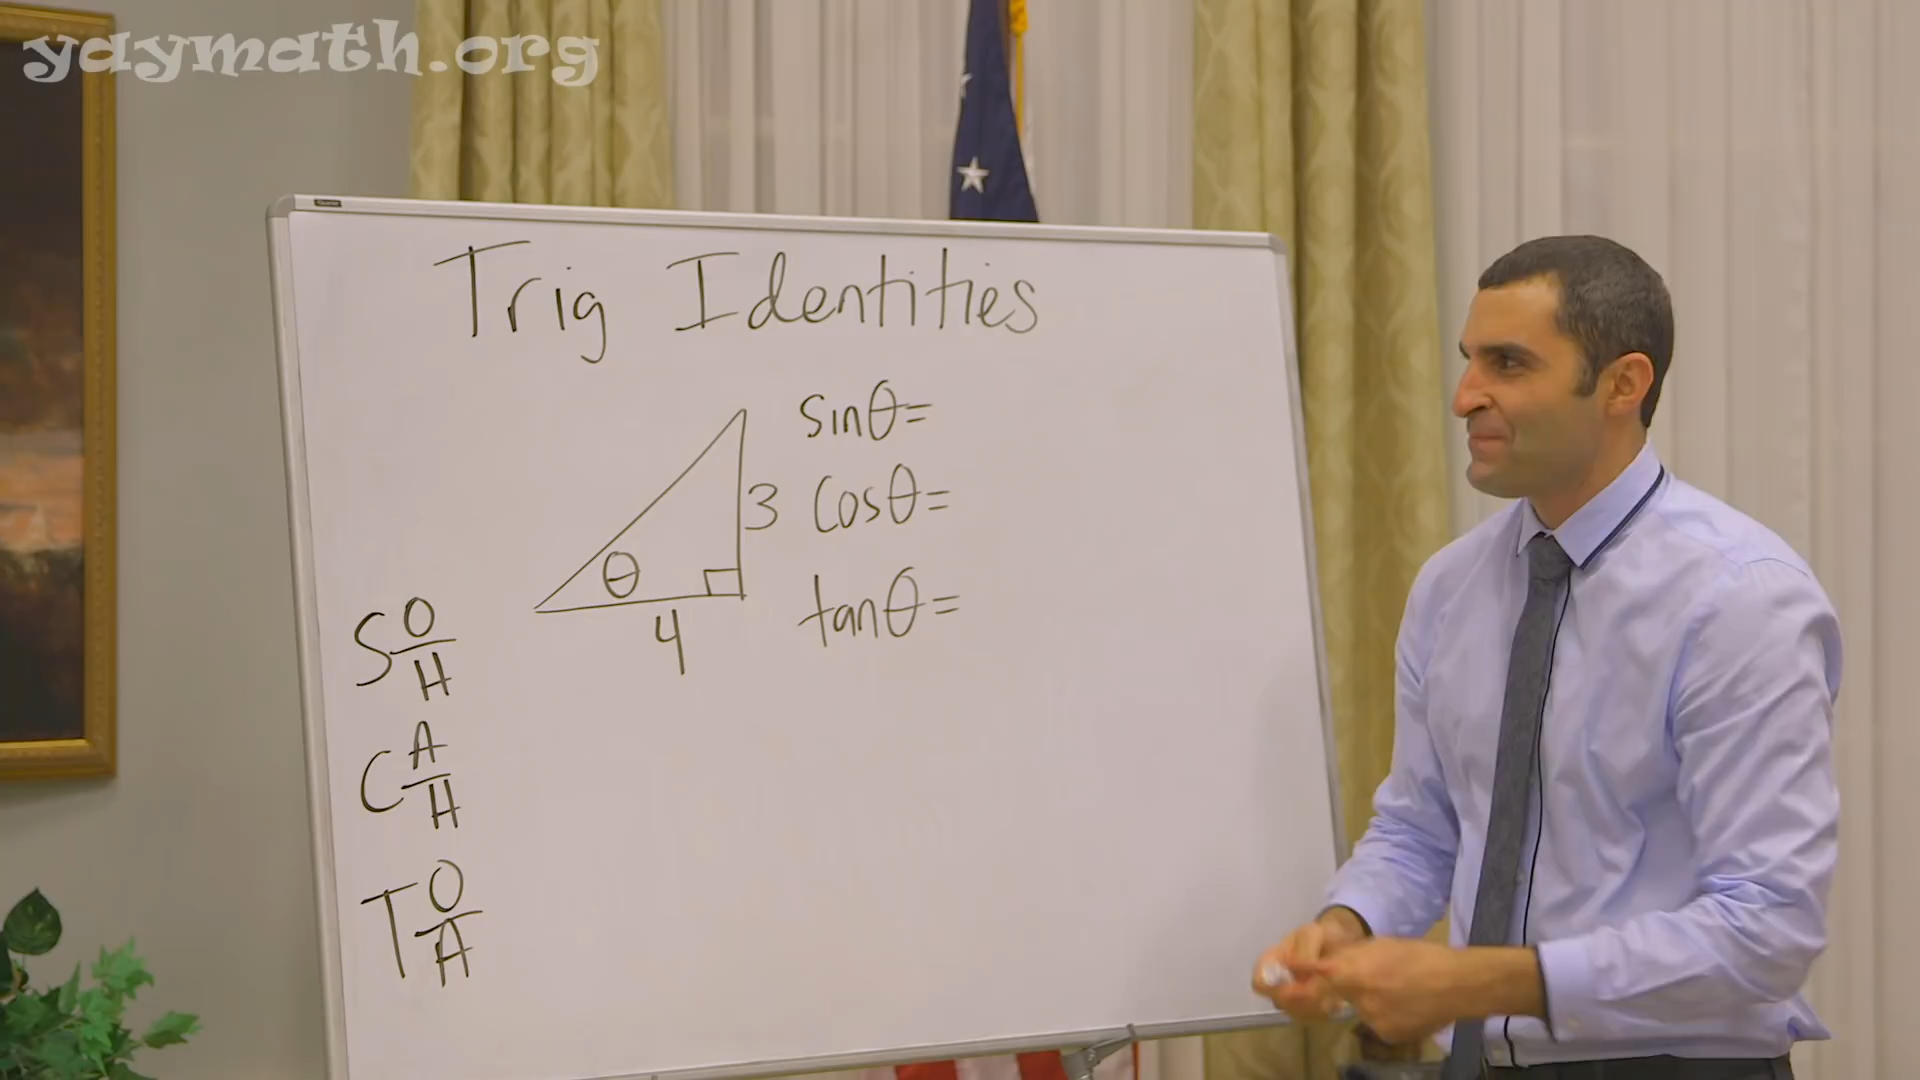 yaymath.org
Trig Identities
sinθ=
3 cosθ=
θ
4
tanθ=
S O/H
C A/H
T O/A